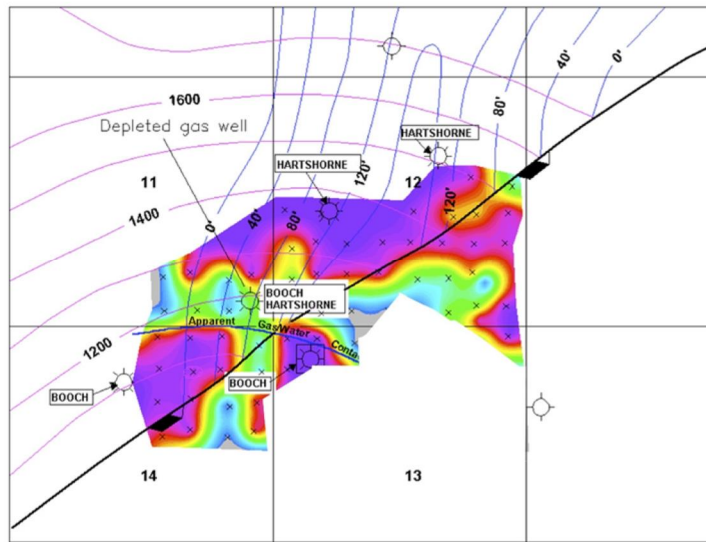 40'
0'
80'
1600
Depleted gas well
HARTSHORNE
HARTSHORNE
11
12
120'
120'
1400
0'
40'
80'
BOOCH
HARTSHORNE
Apparent Gas/Water Conta
1200
BOOCH
BOOCH
14
13